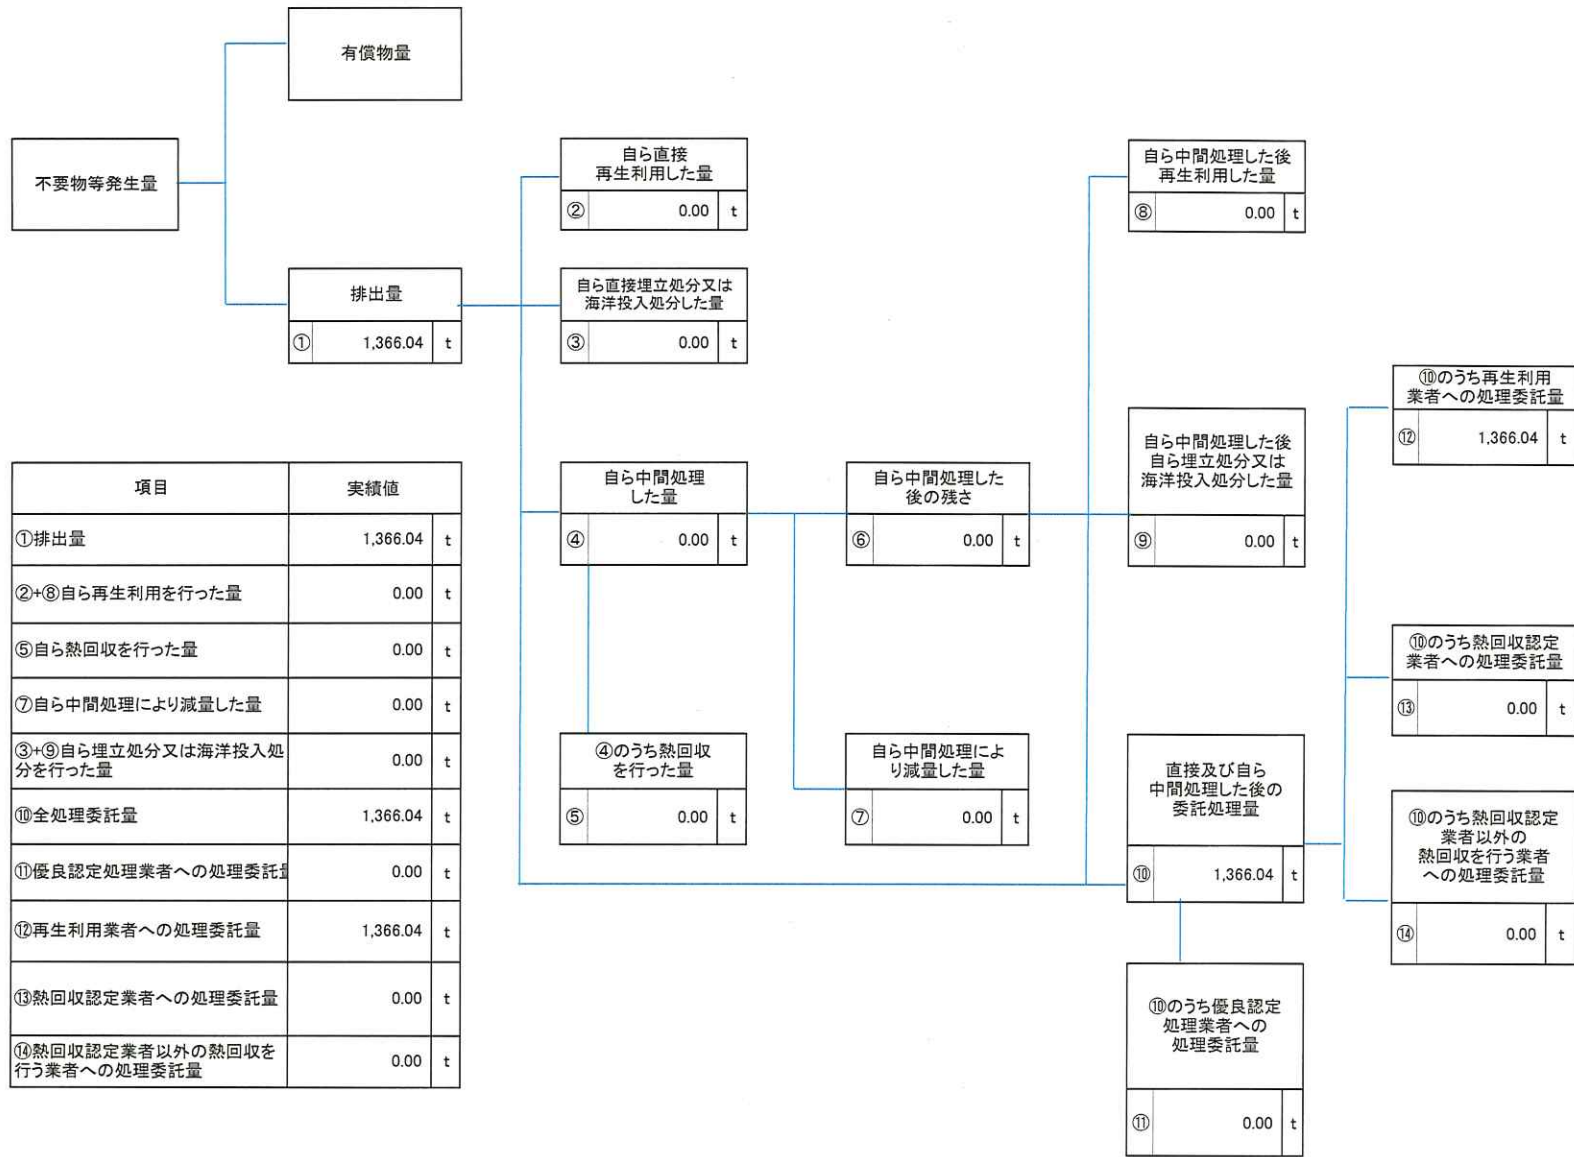 有償物量
不要物等発生量
排出量
① 1,366.04 t
自ら直接
再生利用した量
② 0.00 t
自ら直接埋立処分又は
海洋投入処分した量
③ 0.00 t
自ら中間処理
した量
④ 0.00 t
④のうち熱回収
を行った量
⑤ 0.00 t
自ら中間処理した
後の残さ
⑥ 0.00 t
自ら中間処理によ
り減量した量
⑦ 0.00 t
自ら中間処理した後
再生利用した量
⑧ 0.00 t
自ら中間処理した後
自ら埋立処分又は
海洋投入処分した量
⑨ 0.00 t
直接及び自ら
中間処理した後の
委託処理量
⑩ 1,366.04 t
⑩のうち優良認定
処理業者への
処理委託量
⑪ 0.00 t
⑩のうち再生利用
業者への処理委託量
⑫ 1,366.04 t
⑩のうち熱回収認定
業者への処理委託量
⑬ 0.00 t
⑩のうち熱回収認定
業者以外の
熱回収を行う業者
への処理委託量
⑭ 0.00 t
項目 実績値
①排出量 1,366.04 t
②+⑧自ら再生利用を行った量 0.00 t
⑤自ら熱回収を行った量 0.00 t
⑦自ら中間処理により減量した量 0.00 t
③+⑨自ら埋立処分又は海洋投入処
分を行った量 0.00 t
⑩全処理委託量 1,366.04 t
⑪優良認定処理業者への処理委託量 0.00 t
⑫再生利用業者への処理委託量 1,366.04 t
⑬熱回収認定業者への処理委託量 0.00 t
⑭熱回収認定業者以外の熱回収を
行う業者への処理委託量 0.00 t